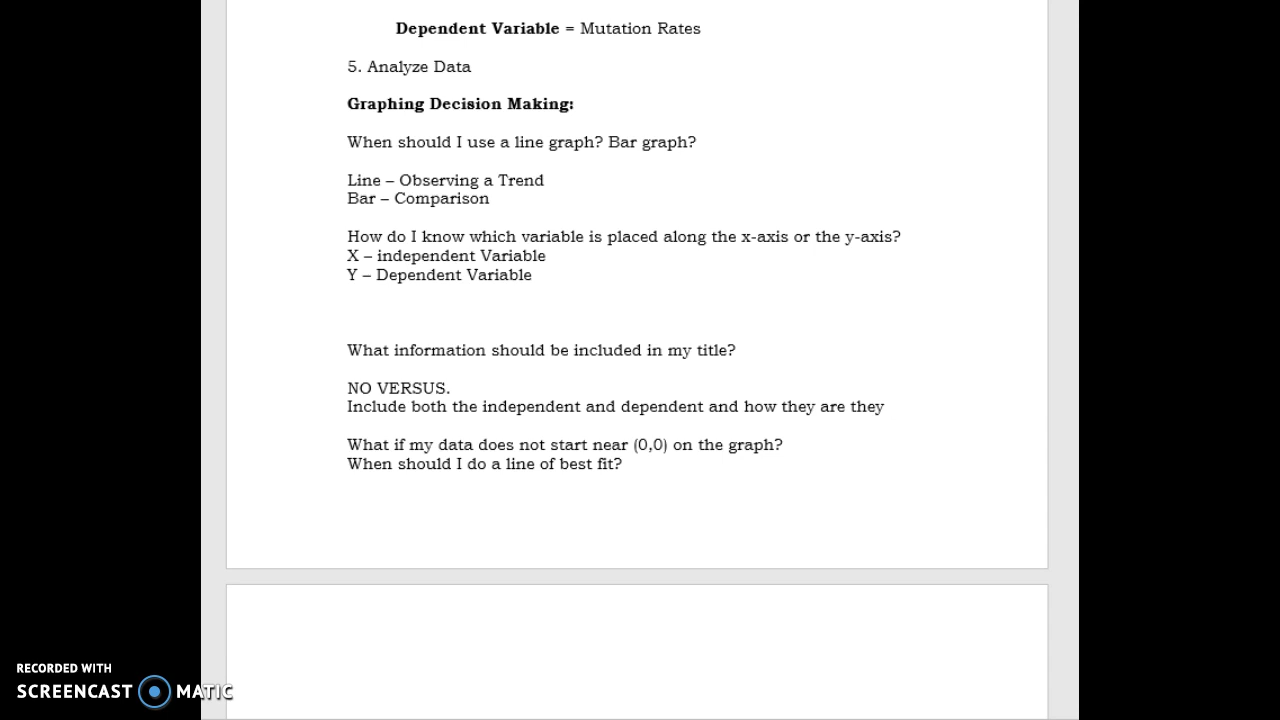 Dependent Variable = Mutation Rates
5. Analyze Data
Graphing Decision Making:
When should I use a line graph? Bar graph?
Line – Observing a Trend
Bar – Comparison
How do I know which variable is placed along the x-axis or the y-axis?
X – independent Variable
Y – Dependent Variable
What information should be included in my title?
NO VERSUS.
Include both the independent and dependent and how they are they
What if my data does not start near (0,0) on the graph?
When should I do a line of best fit?
RECORDED WITH
SCREENCAST MATIC